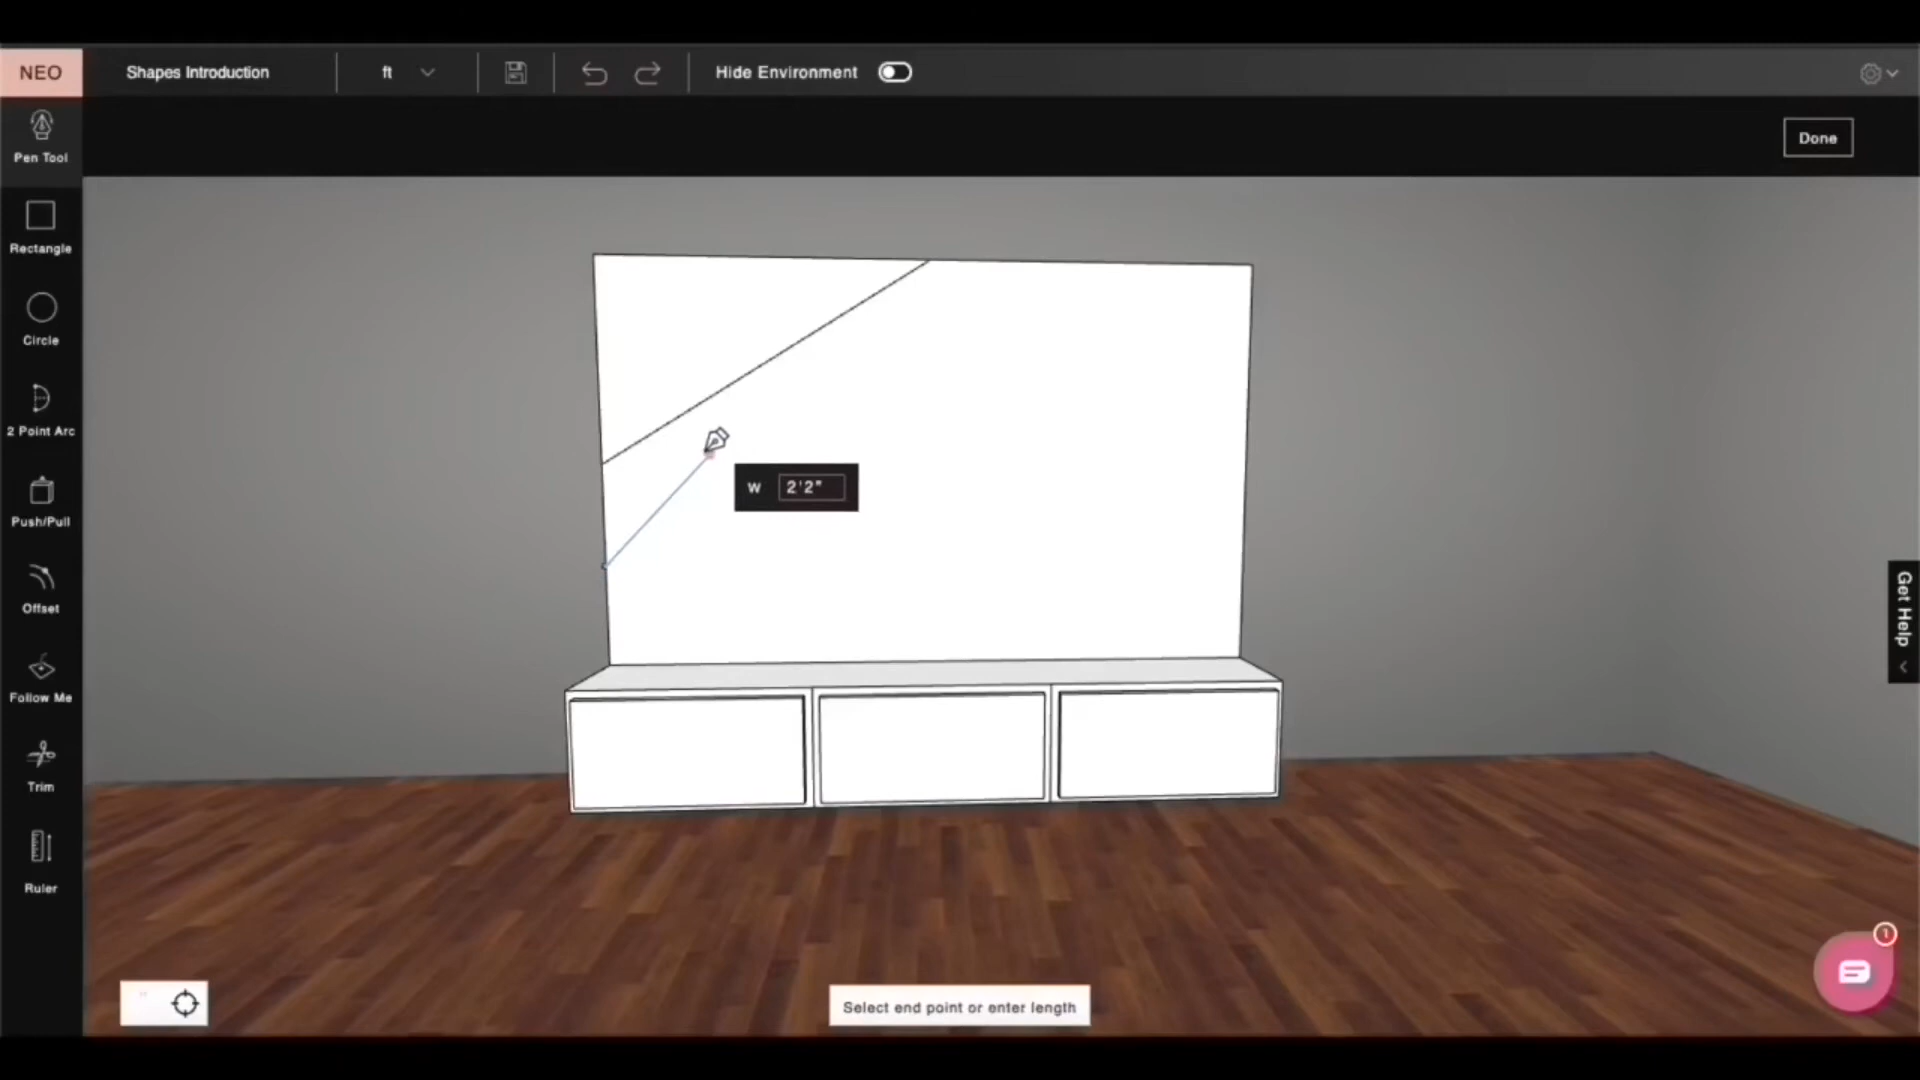 NEO
Shapes Introduction
ft
Hide Environment
Pen Tool
Done
Rectangle
Circle
2 Point Arc
Push/Pull
Offset
Follow Me
Trim
Ruler
W 2'2"
Get Help
1
Select end point or enter length